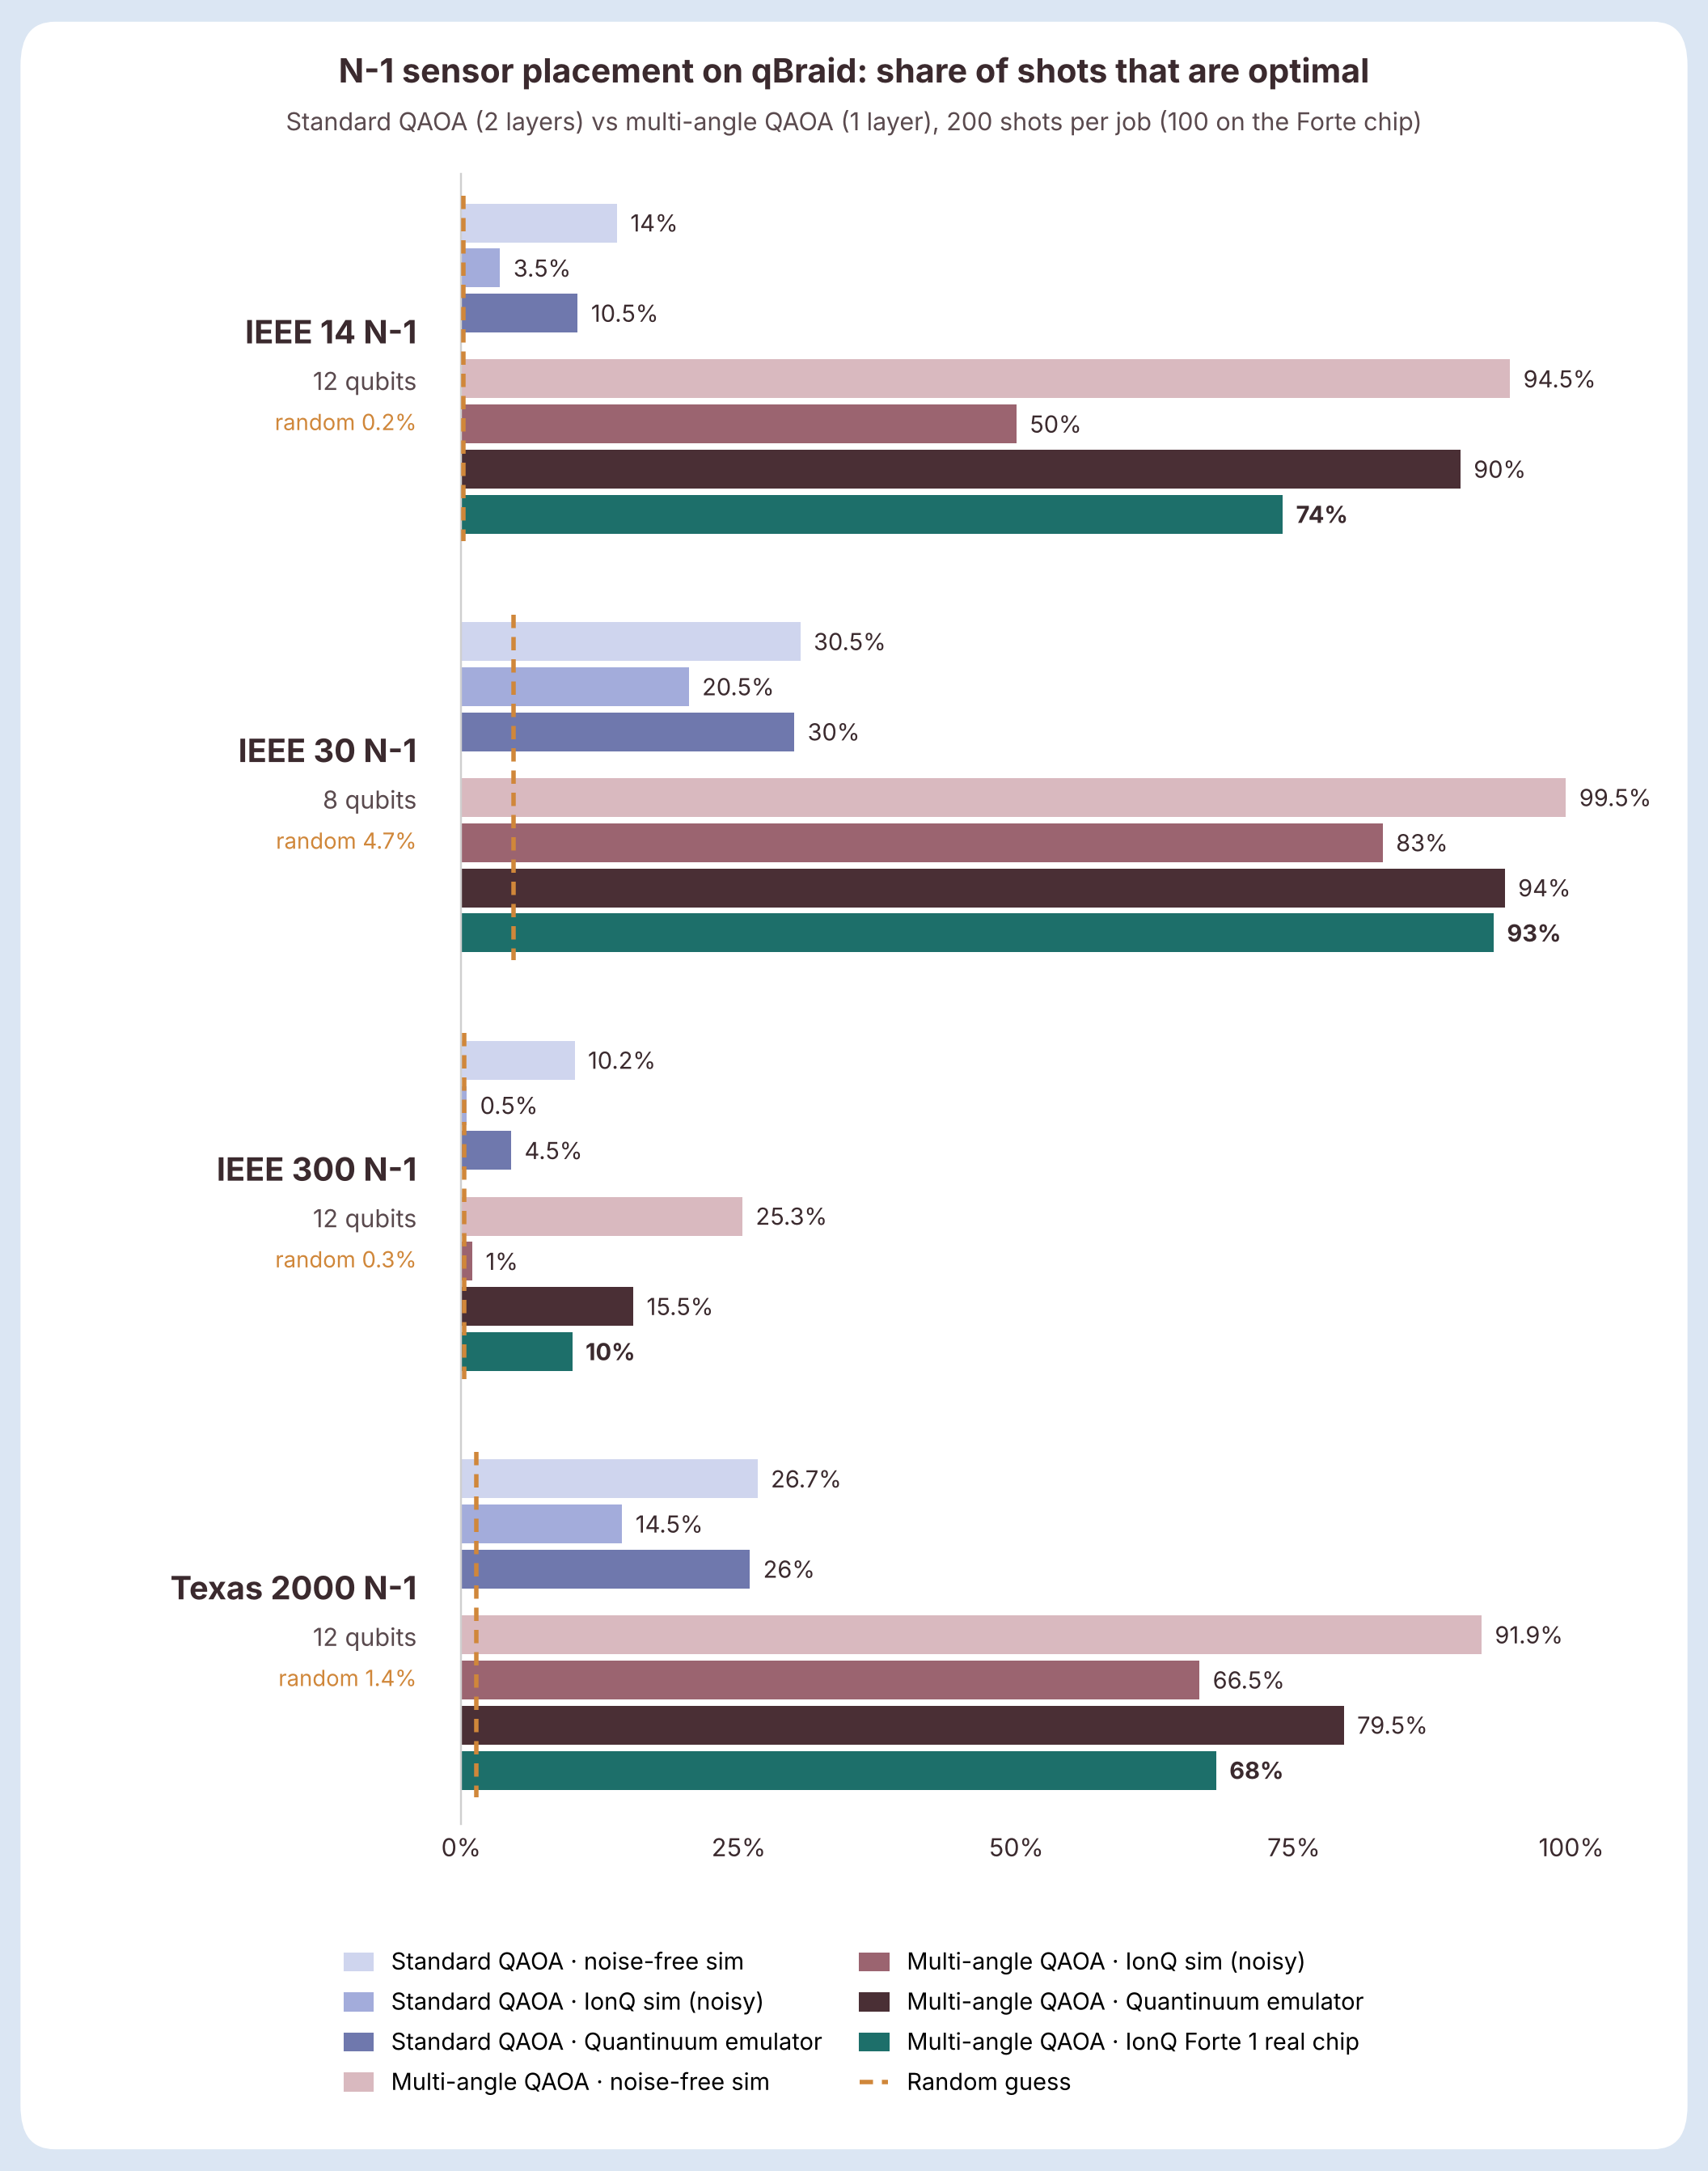 N-1 sensor placement on qBraid: share of shots that are optimal
Standard QAOA (2 layers) vs multi-angle QAOA (1 layer), 200 shots per job (100 on the Forte chip)
14%
3.5%
10.5%
IEEE 14 N-1
12 qubits
random 0.2%
94.5%
50%
90%
74%
30.5%
20.5%
30%
IEEE 30 N-1
8 qubits
random 4.7%
99.5%
83%
94%
93%
10.2%
0.5%
4.5%
IEEE 300 N-1
12 qubits
random 0.3%
25.3%
1%
15.5%
10%
26.7%
14.5%
26%
Texas 2000 N-1
12 qubits
random 1.4%
91.9%
66.5%
79.5%
68%
0% 25% 50% 75% 100%
Standard QAOA · noise-free sim
Standard QAOA · IonQ sim (noisy)
Standard QAOA · Quantinuum emulator
Multi-angle QAOA · noise-free sim
Multi-angle QAOA · IonQ sim (noisy)
Multi-angle QAOA · Quantinuum emulator
Multi-angle QAOA · IonQ Forte 1 real chip
Random guess